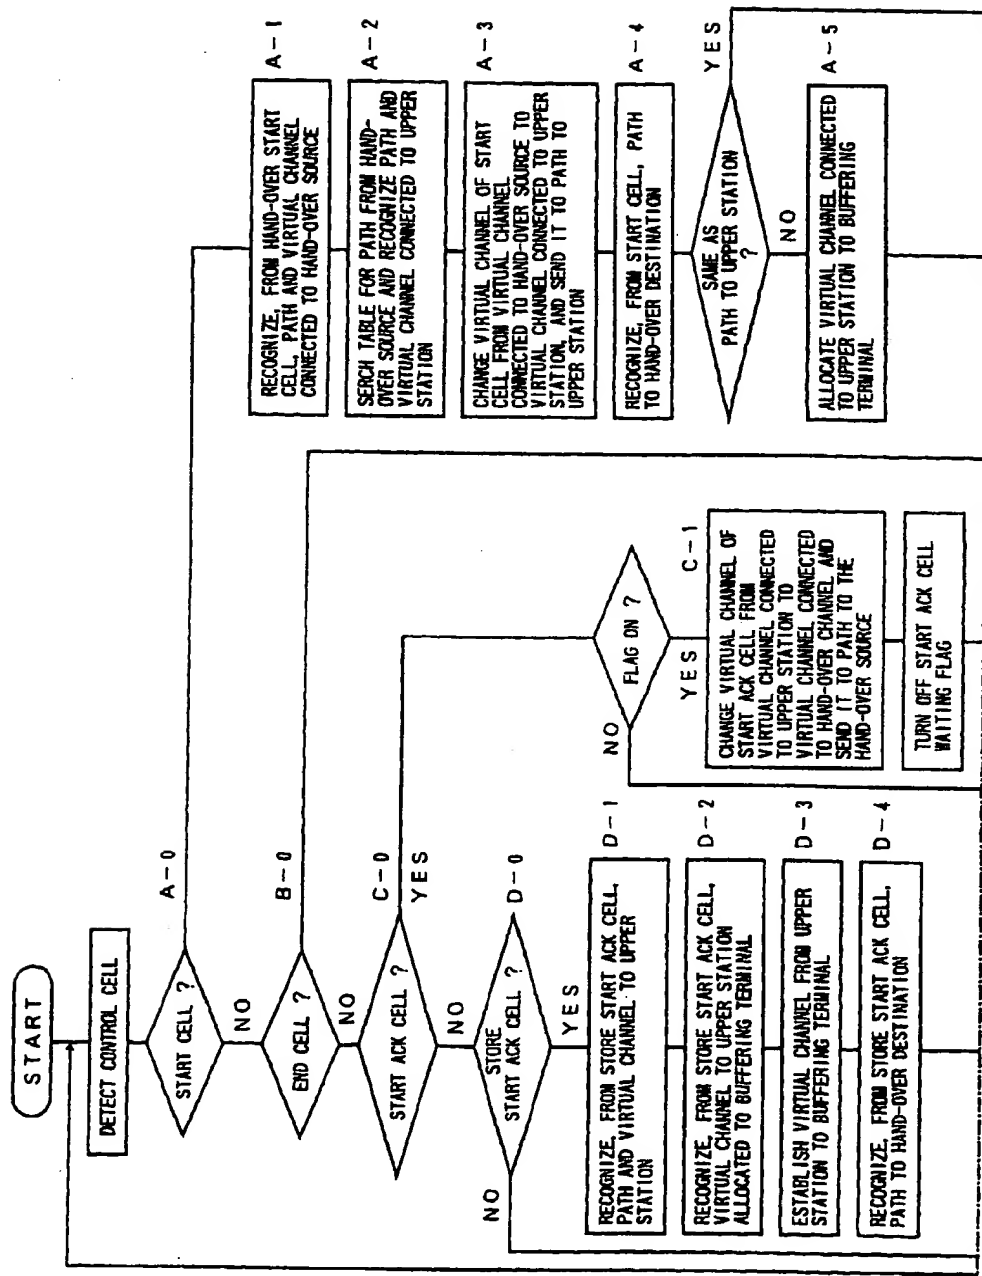 START
DETECT CONTROL CELL
START CELL ?
A-0
NO
END CELL ?
B-0
NO
START ACK CELL ?
C-0
YES
NO
STORE
START ACK CELL ?
D-0
NO
YES
RECOGNIZE, FROM STORE START ACK CELL,
PATH AND VIRTUAL CHANNEL TO UPPER
STATION
D-1
RECOGNIZE, FROM STORE START ACK CELL,
VIRTUAL CHANNEL TO UPPER STATION
ALLOCATED TO BUFFERING TERMINAL
D-2
ESTABLISH VIRTUAL CHANNEL FROM UPPER
STATION TO BUFFERING TERMINAL
D-3
RECOGNIZE, FROM STORE START ACK CELL,
PATH TO HAND-OVER DESTINATION
D-4
FLAG ON ?
NO
YES
C-1
CHANGE VIRTUAL CHANNEL OF
START ACK CELL FROM
VIRTUAL CHANNEL CONNECTED
TO UPPER STATION TO
VIRTUAL CHANNEL CONNECTED
TO HAND-OVER CHANNEL AND
SEND IT TO PATH TO THE
HAND-OVER SOURCE
TURN OFF START ACK CELL
WAITING FLAG
RECOGNIZE, FROM HAND-OVER START
CELL, PATH AND VIRTUAL CHANNEL
CONNECTED TO HAND-OVER SOURCE
A-1
SERCH TABLE FOR PATH FROM HAND-
OVER SOURCE AND RECOGNIZE PATH AND
VIRTUAL CHANNEL CONNECTED TO UPPER
STATION
A-2
CHANGE VIRTUAL CHANNEL OF START
CELL FROM VIRTUAL CHANNEL
CONNECTED TO HAND-OVER SOURCE TO
VIRTUAL CHANNEL CONNECTED TO UPPER
STATION, AND SEND IT TO PATH TO
UPPER STATION
A-3
RECOGNIZE, FROM START CELL, PATH
TO HAND-OVER DESTINATION
A-4
SAME AS
PATH TO UPPER STATION
?
YES
NO
ALLOCATE VIRTUAL CHANNEL CONNECTED
TO UPPER STATION TO BUFFERING
TERMINAL
A-5